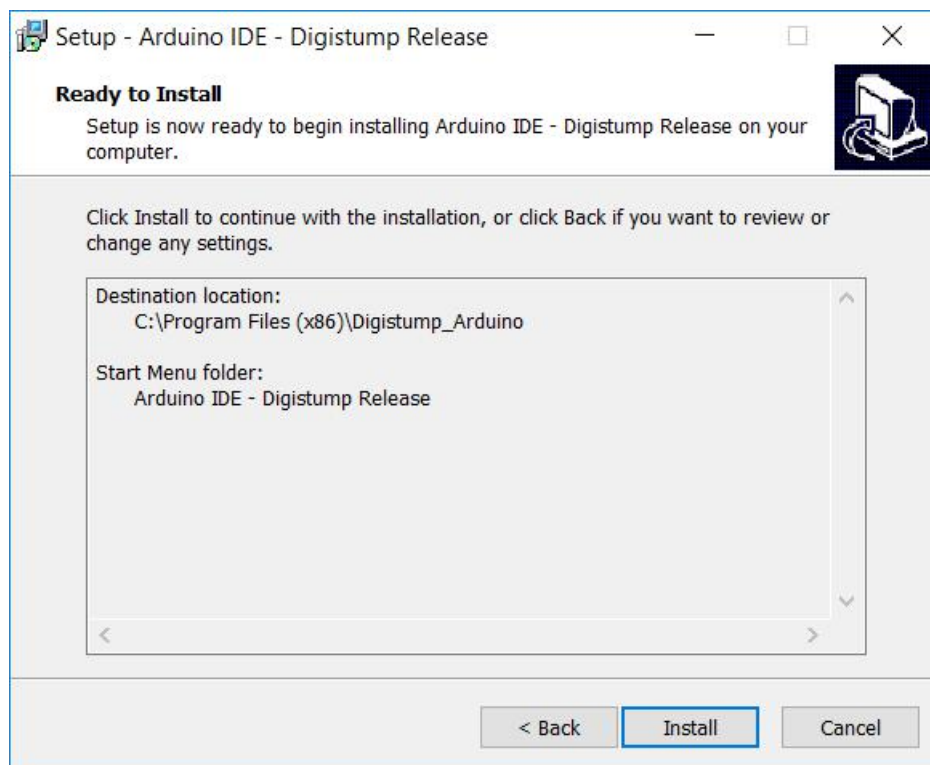 Setup - Arduino IDE - Digistump Release
Ready to Install
Setup is now ready to begin installing Arduino IDE - Digistump Release on your
computer.
Click Install to continue with the installation, or click Back if you want to review or
change any settings.
Destination location:
C:\Program Files (x86)\Digistump_Arduino
Start Menu folder:
Arduino IDE - Digistump Release
< Back Install Cancel